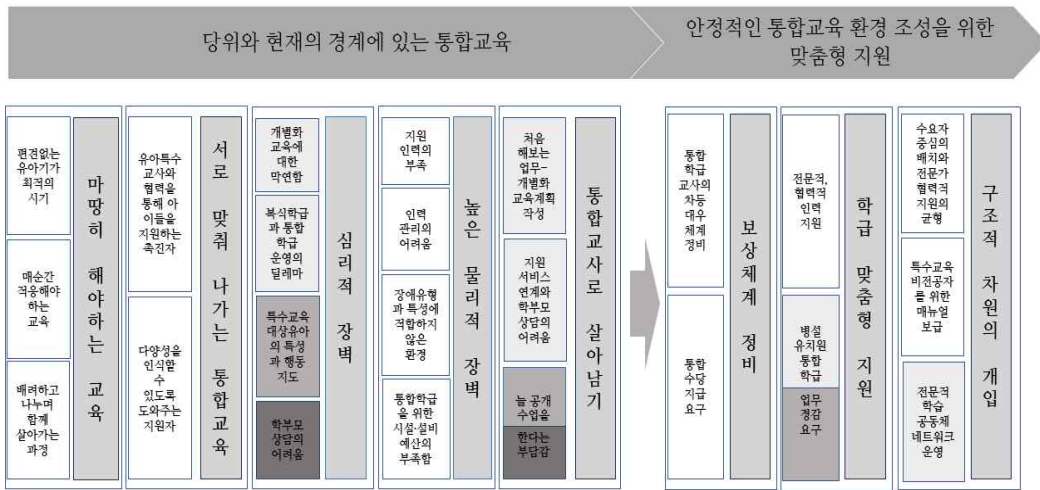 당위와 현재의 경계에 있는 통합교육
안정적인 통합교육 환경 조성을 위한
맞춤형 지원
편견없는
유아기가
최적의
시기
매순간
적응해야
하는
교육
배려하고
나누며
함께
살아가는
과정
마땅히 해야하는 교육
유아특수
교사와
협력을
통해 아
이들을
지원하는
촉진자
다양성을
인식할
수
있도록
도와주는
지원자
서로 맞춰 나가는 통합교육
개별화
교육에
대한
막연함
복식학급
과 통합
학급
운영의
딜레마
특수교육
대상유아
의 특성
과 행동
지도
학부모
상담의
어려움
심리적 장벽
지원
인력의
부족
인력
관리의
어려움
장애유형
과 특성에
적합하지
않은
환경
통합학급
을 위한
시설·설비
예산의
부족함
높은 물리적 장벽
처음
해보는
업무-
개별화
교육계획
작성
지원
서비스
연계와
학부모
상담의
어려움
늘 공개
수업을
한다는
부담감
통합교사로 살아남기
통합
학급
교사의
차등
대우
체계
정비
통합
수당
지급
요구
보상체계 정비
전문적,
협력적
인력
지원
병설
유치원
통합
학급
업무
경감
요구
학급 맞춤형 지원
수요자
중심의
배치와
전문가
협력적
지원의
균형
특수교육
비전공자
를 위한
매뉴얼
보급
전문적
학습
공동체
네트워크
운영
구조적 차원의 개입